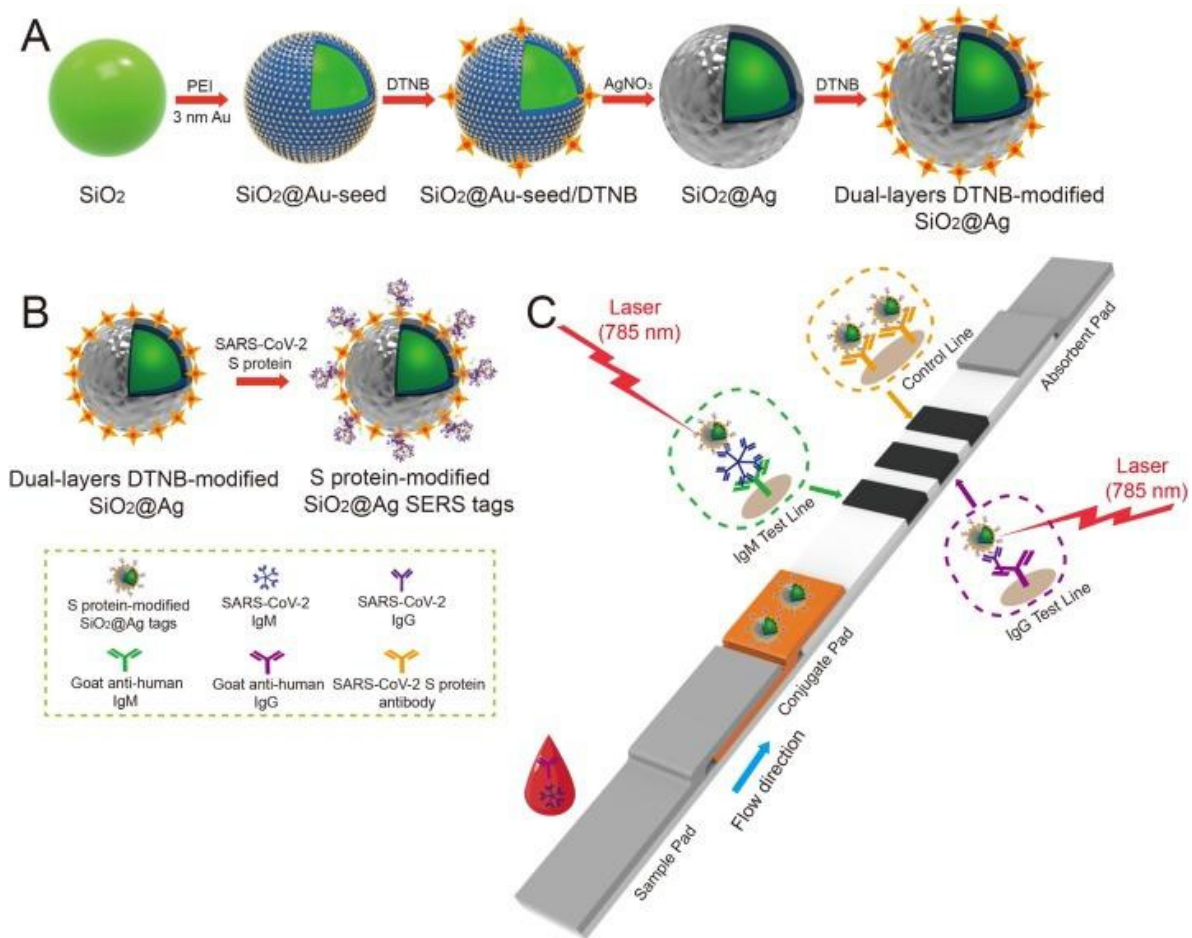 A
PEI
3 nm Au
DTNB
AgNO₃
DTNB
SiO₂
SiO₂@Au-seed
SiO₂@Au-seed/DTNB
SiO₂@Ag
Dual-layers DTNB-modified
SiO₂@Ag
B
SARS-CoV-2
S protein
Dual-layers DTNB-modified
SiO₂@Ag
S protein-modified
SiO₂@Ag SERS tags
S protein-modified
SiO₂@Ag tags
SARS-CoV-2
IgM
SARS-CoV-2
IgG
Goat anti-human
IgM
Goat anti-human
IgG
SARS-CoV-2 S protein
antibody
C
Laser
(785 nm)
Control Line
Absorbent Pad
IgM Test Line
Laser
(785 nm)
IgG Test Line
Conjugate Pad
Flow direction
Sample Pad